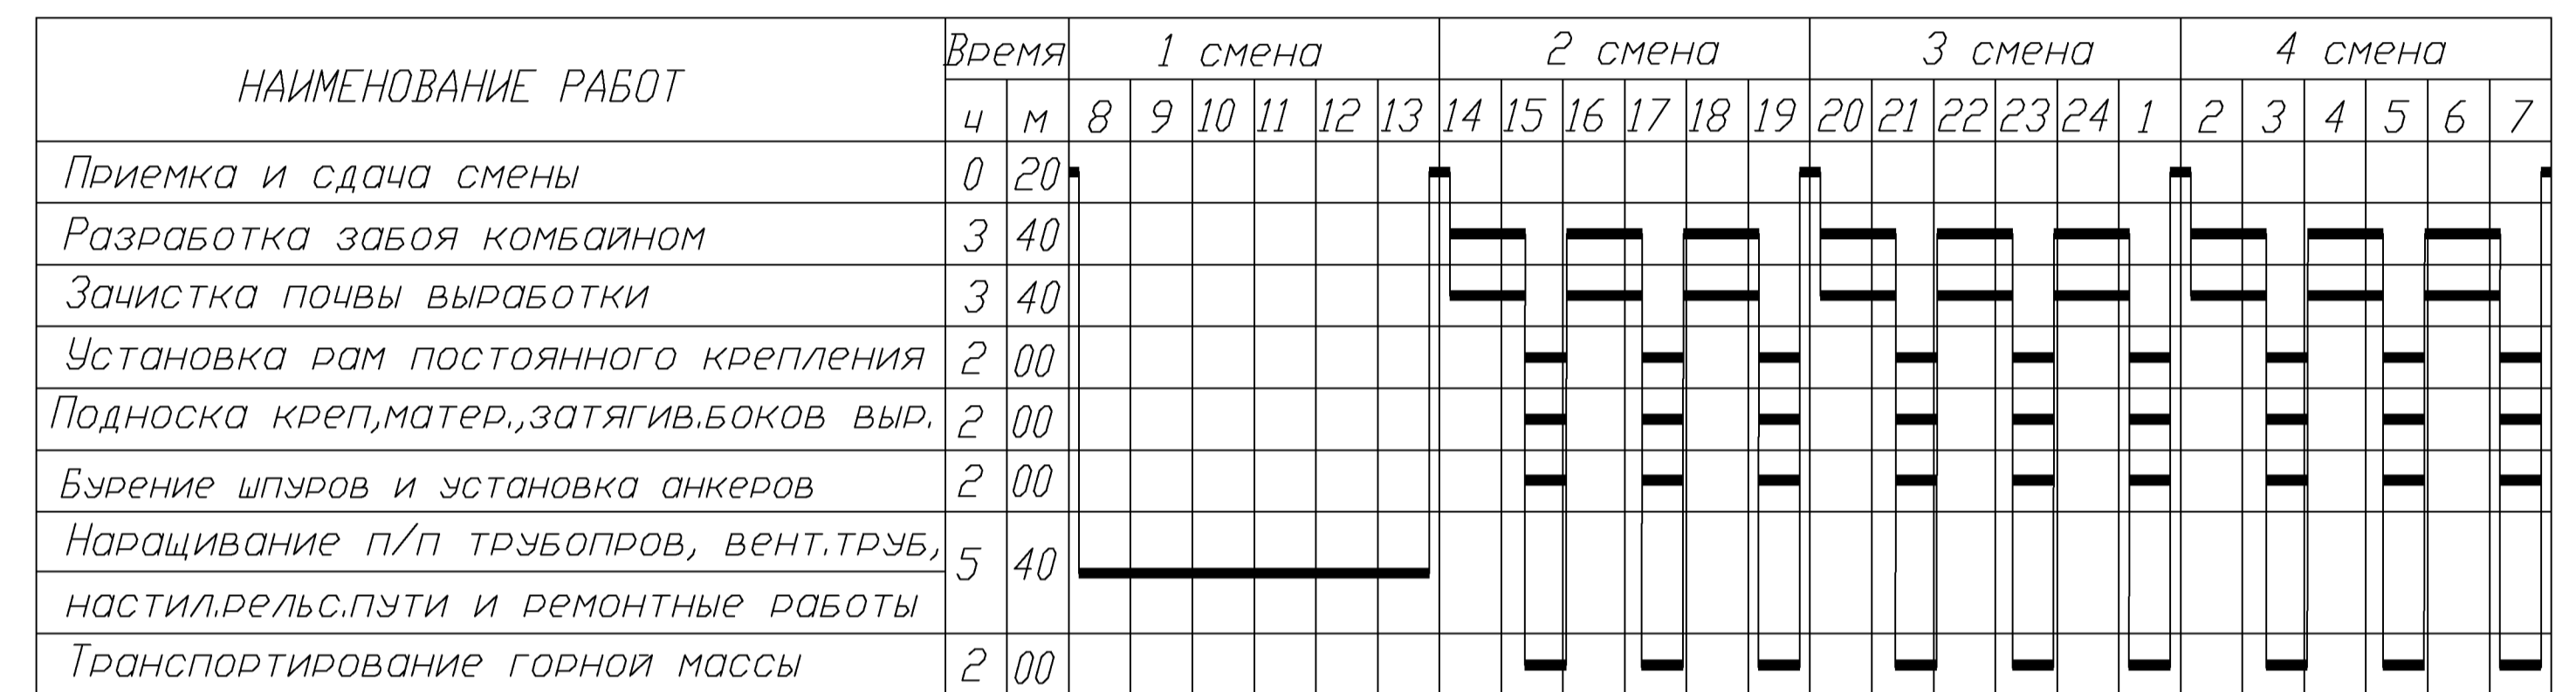 НАИМЕНОВАНИЕ РАБОТ Время 1 смена 2 смена 3 смена 4 смена
ч м 8 9 10 11 12 13 14 15 16 17 18 19 20 21 22 23 24 1 2 3 4 5 6 7
Приемка и сдача смены 0 20
Разработка забоя комбайном 3 40
Зачистка почвы выработки 3 40
Установка рам постоянного крепления 2 00
Подноска креп,матер.,затягив.боков выр. 2 00
Бурение шпуров и установка анкеров 2 00
Наращивание п/п трубопров, вент.труб,
настил.рельс.пути и ремонтные работы 5 40
Транспортирование горной массы 2 00